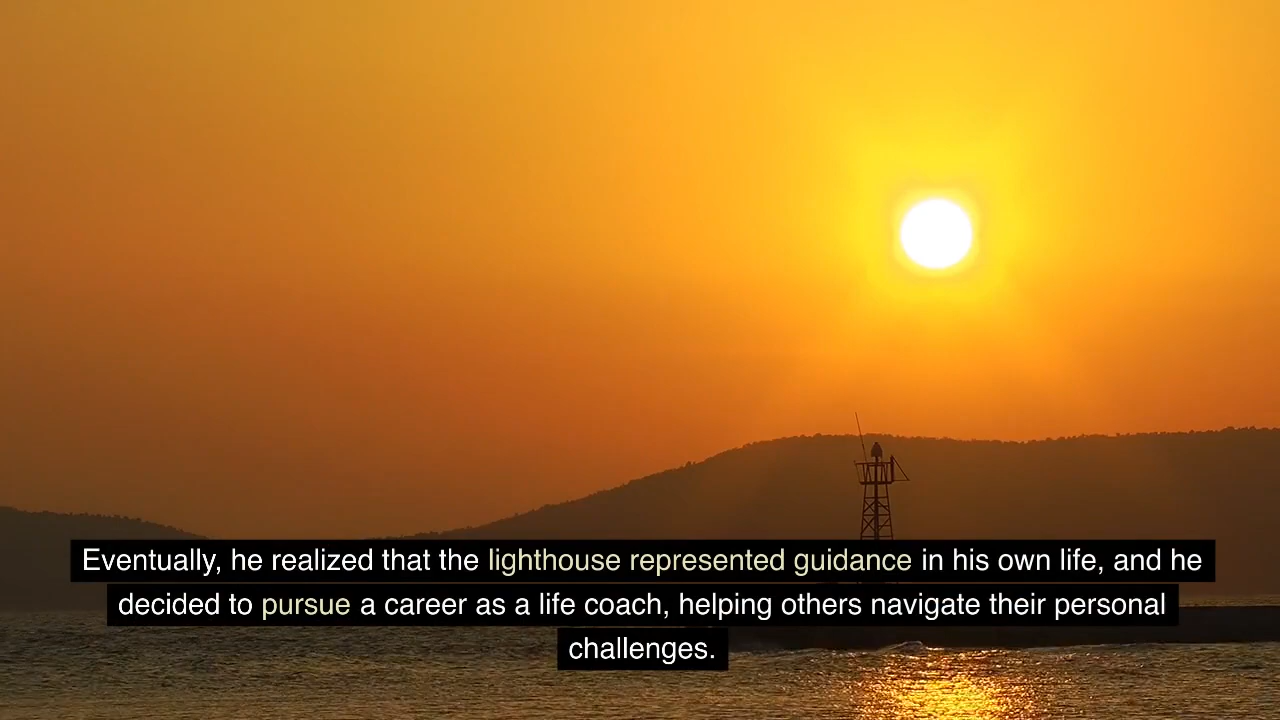 Eventually, he realized that the lighthouse represented guidance in his own life, and he
decided to pursue a career as a life coach, helping others navigate their personal
challenges.